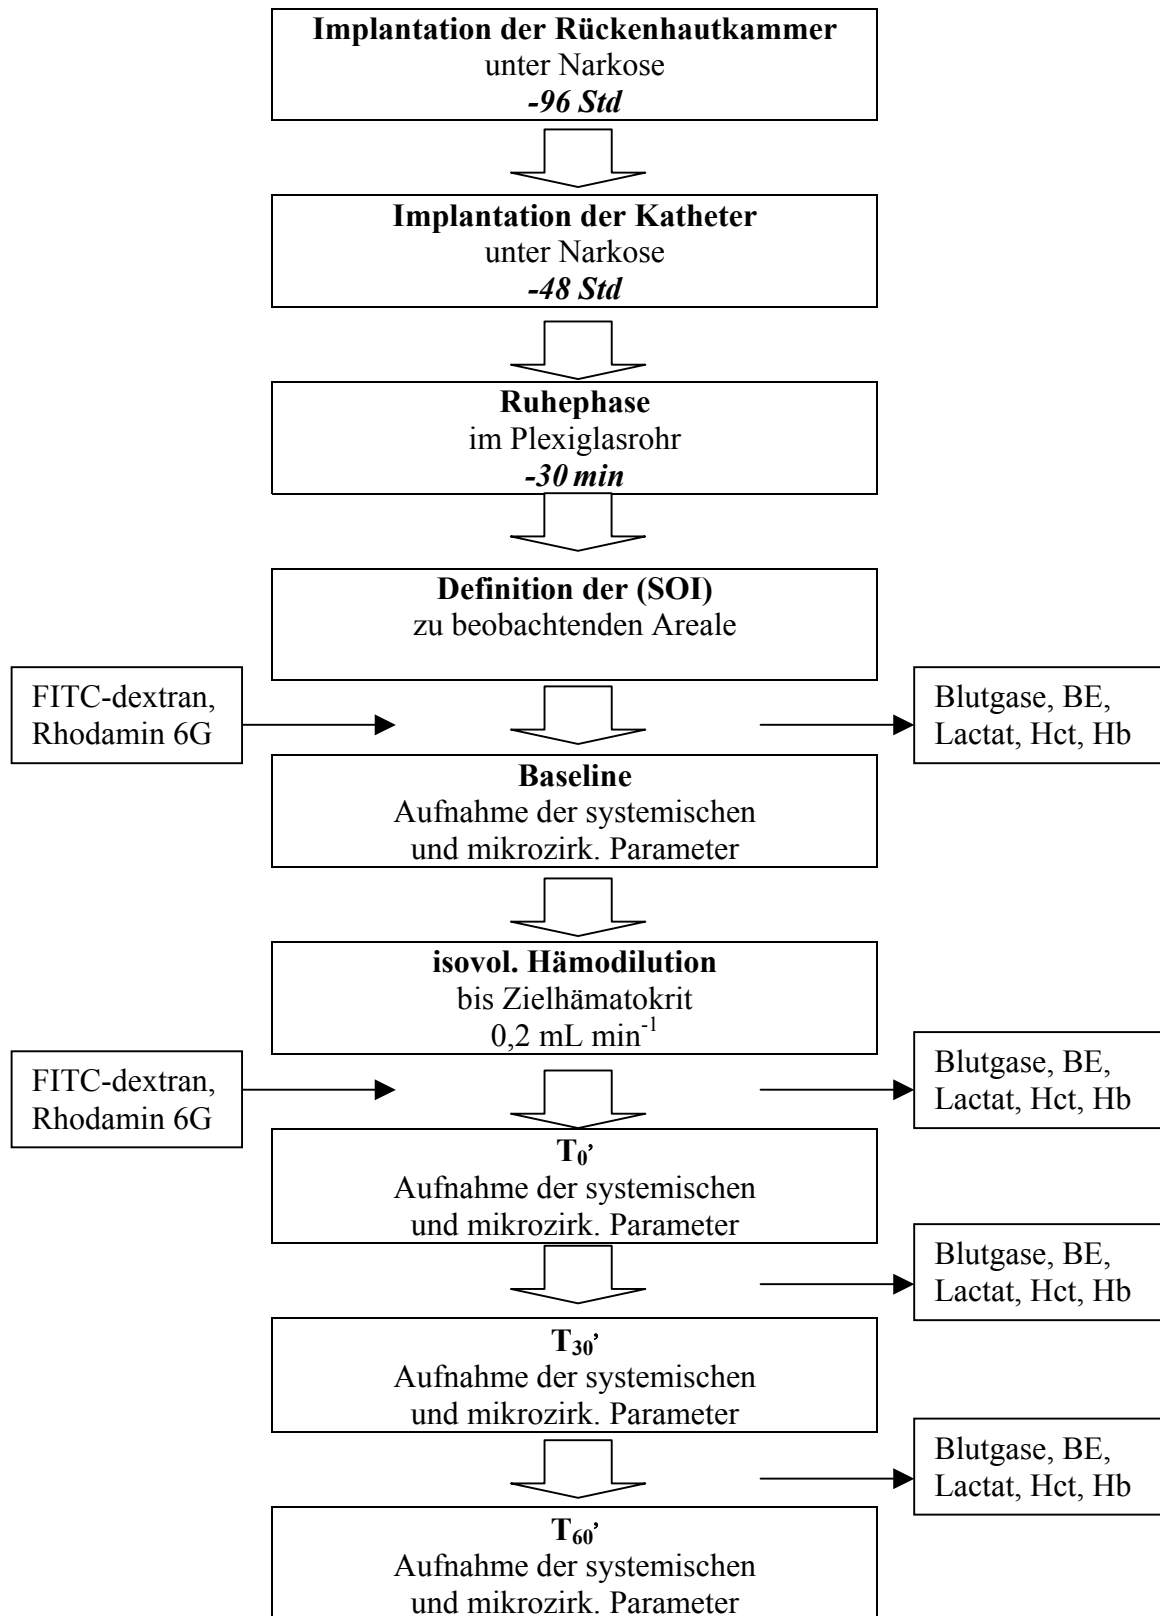 Implantation der Rückenhautkammer
unter Narkose
-96 Std
Implantation der Katheter
unter Narkose
-48 Std
Ruhephase
im Plexiglasrohr
-30 min
Definition der (SOI)
zu beobachtenden Areale
FITC-dextran,
Rhodamin 6G
Blutgase, BE,
Lactat, Hct, Hb
Baseline
Aufnahme der systemischen
und mikrozirk. Parameter
isovol. Hämodilution
bis Zielhämatokrit
0,2 mL min⁻¹
FITC-dextran,
Rhodamin 6G
Blutgase, BE,
Lactat, Hct, Hb
T₀’
Aufnahme der systemischen
und mikrozirk. Parameter
Blutgase, BE,
Lactat, Hct, Hb
T₃₀’
Aufnahme der systemischen
und mikrozirk. Parameter
Blutgase, BE,
Lactat, Hct, Hb
T₆₀’
Aufnahme der systemischen
und mikrozirk. Parameter